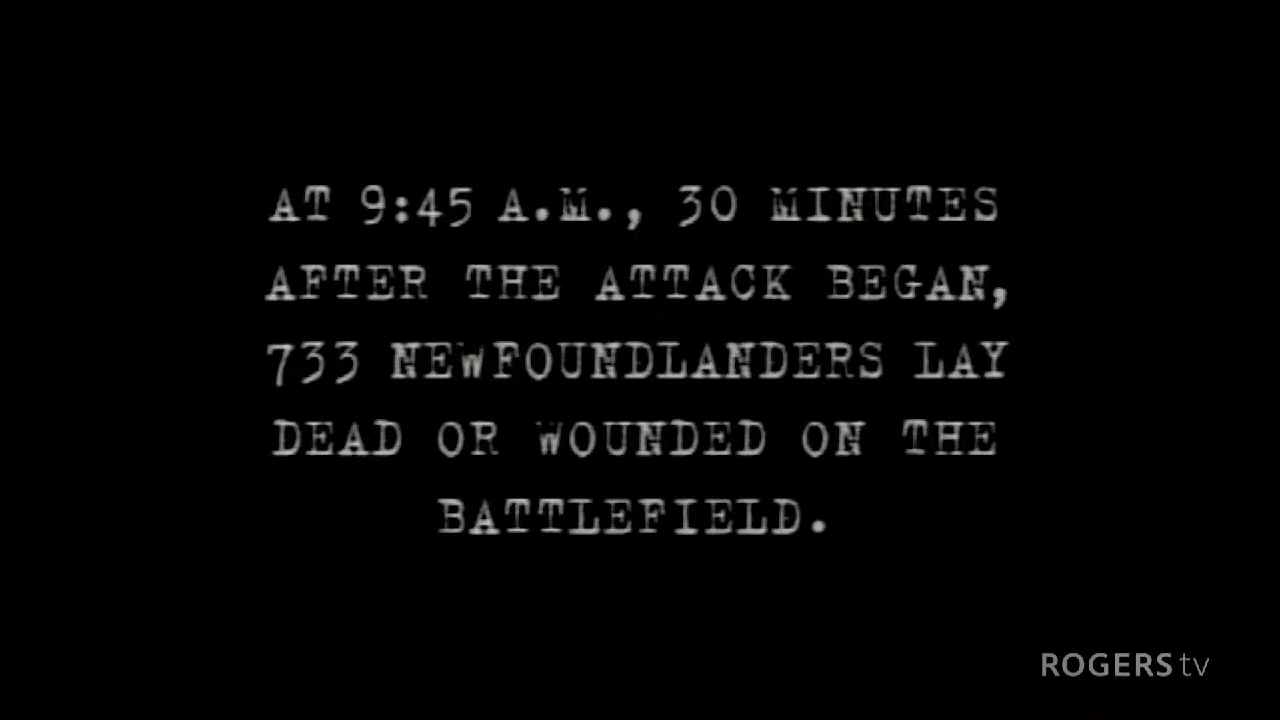 AT 9:45 A.M., 30 MINUTES
AFTER THE ATTACK BEGAN,
733 NEWFOUNDLANDERS LAY
DEAD OR WOUNDED ON THE
BATTLEFIELD.
ROGERS tv